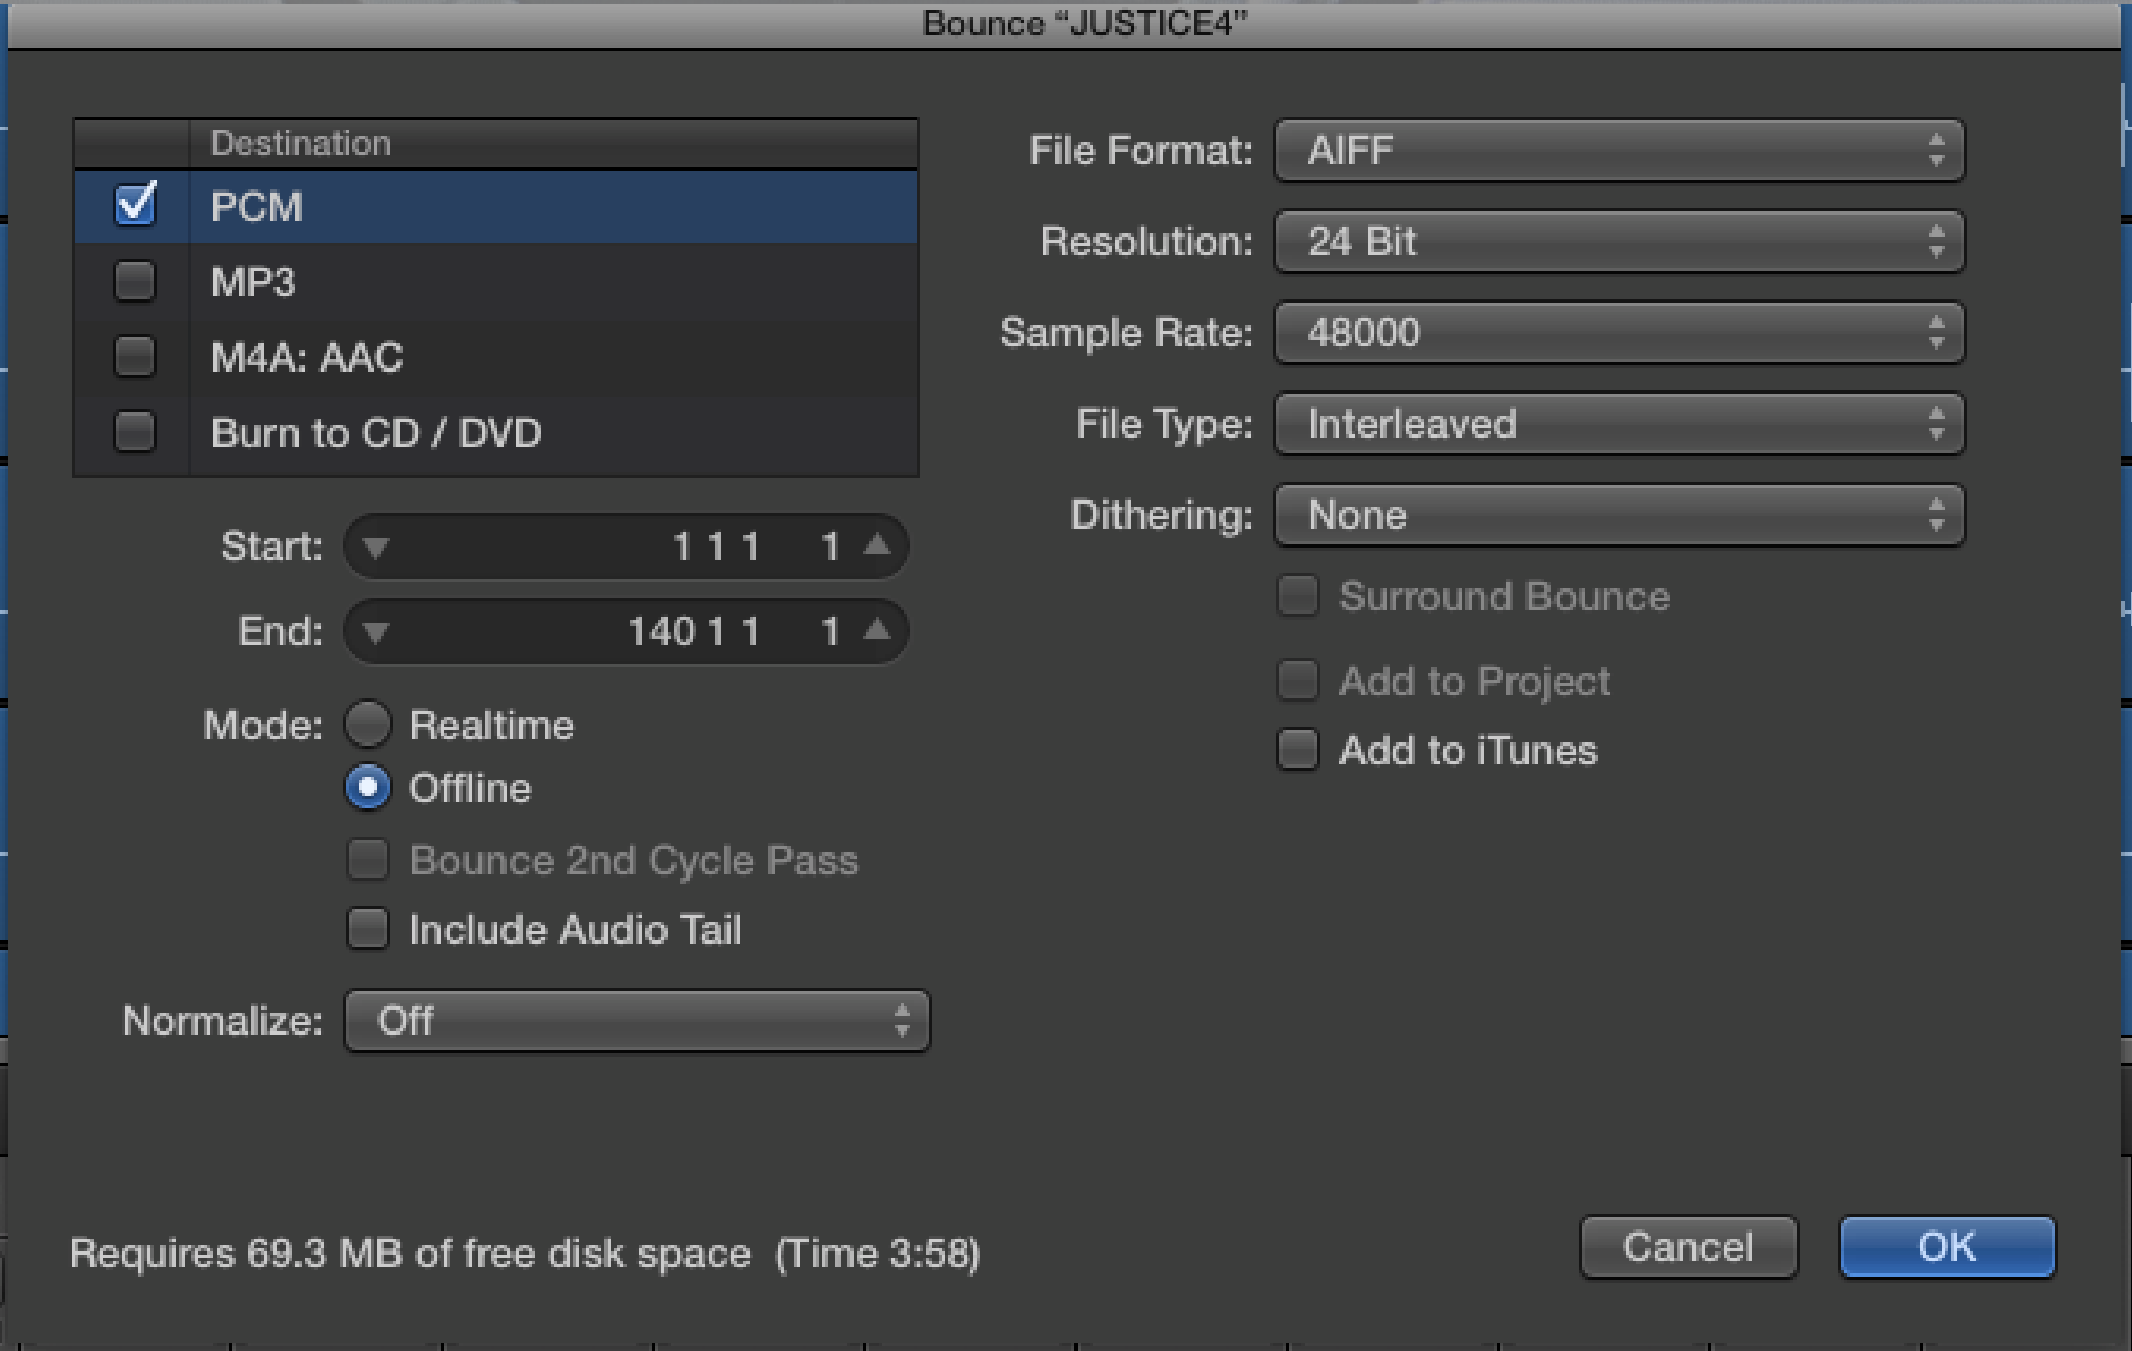 Bounce “JUSTICE4”
Destination
PCM
MP3
M4A: AAC
Burn to CD / DVD
Start: 1 1 1 1
End: 140 1 1 1
Mode: Realtime
Offline
Bounce 2nd Cycle Pass
Include Audio Tail
Normalize: Off
File Format: AIFF
Resolution: 24 Bit
Sample Rate: 48000
File Type: Interleaved
Dithering: None
Surround Bounce
Add to Project
Add to iTunes
Requires 69.3 MB of free disk space (Time 3:58)
Cancel
OK